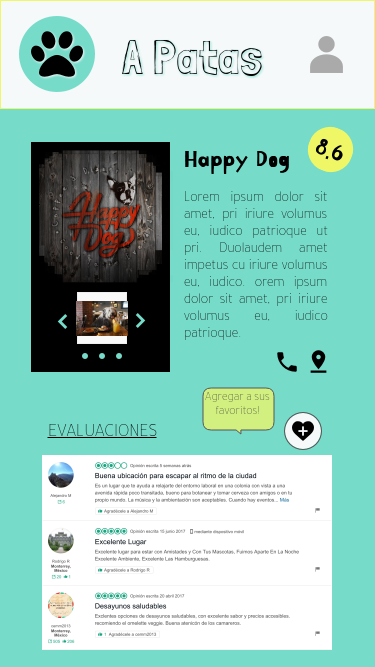 A Patas
8.6
Happy Dog
Happy
Dog
Lorem ipsum dolor sit
amet, pri iriure volumus
eu, iudico patrioque ut
pri. Duolaudem amet
impetus cu iriure volumus
eu, iudico. orem ipsum
dolor sit amet, pri iriure
volumus eu, iudico
patrioque.
Agregar a sus
favoritos!
EVALUACIONES
Opinión escrita 5 semanas atrás
Buena ubicación para escapar al ritmo de la ciudad
Es un lugar que te ayuda a relajarte del entorno laboral en una colonia con vista a una
avenida rápida poco transitada, bueno para botanear y tomar cerveza con amigos o en tu
propio mundo. La música y la ambientación son aceptables. Cuando hay eventos... Más
Alejandro M
Agradécele a Alejandro M
Opinión escrita 15 junio 2017 mediante dispositivo móvil
Excelente Lugar
Excelente lugar para estar con Amistades y Con Tus Mascotas. Fuimos Aparte En La Noche
Excelente Ambiente. Excelente Las Hamburguesas.
Rodrigo R
Monterrey,
México
Agradécele a Rodrigo R
Opinión escrita 20 abril 2017
Desayunos saludables
Exclentes opciones de desayunos saludables, con excelente sabor y precios accesibles.
recomiendo el omelette veggie. Buena atención de los camareros.
osmro2013
Monterrey,
México
1 Agradécele a osmro2013